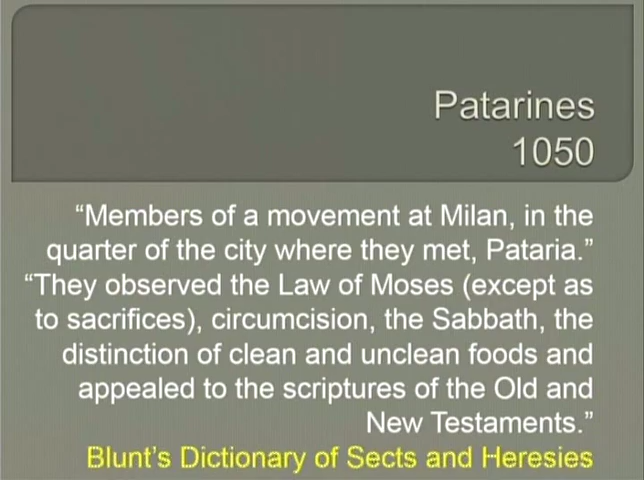 Patarines
1050
“Members of a movement at Milan, in the
quarter of the city where they met, Pataria.”
“They observed the Law of Moses (except as
to sacrifices), circumcision, the Sabbath, the
distinction of clean and unclean foods and
appealed to the scriptures of the Old and
New Testaments.”
Blunt’s Dictionary of Sects and Heresies